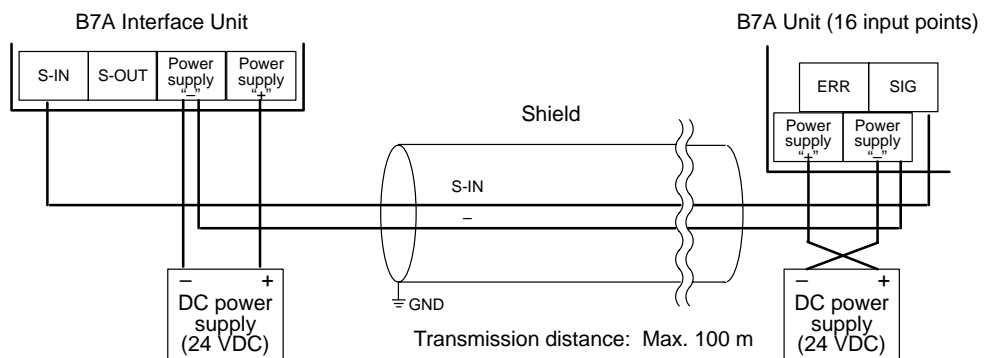 B7A Interface Unit
B7A Unit (16 input points)
S-IN
S-OUT
Power
supply
“–”
Power
supply
“+”
ERR
SIG
Power
supply
“+”
Power
supply
“–”
Shield
S-IN
–
– +
DC power
supply
(24 VDC)
GND
Transmission distance: Max. 100 m
– +
DC power
supply
(24 VDC)